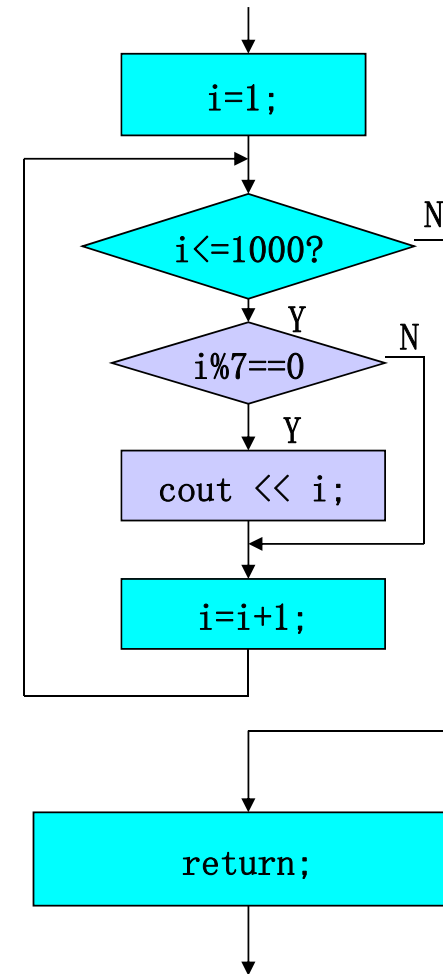 i=1;
N
i<=1000?
Y
N
i%7==0
Y
cout << i;
i=i+1;
return;